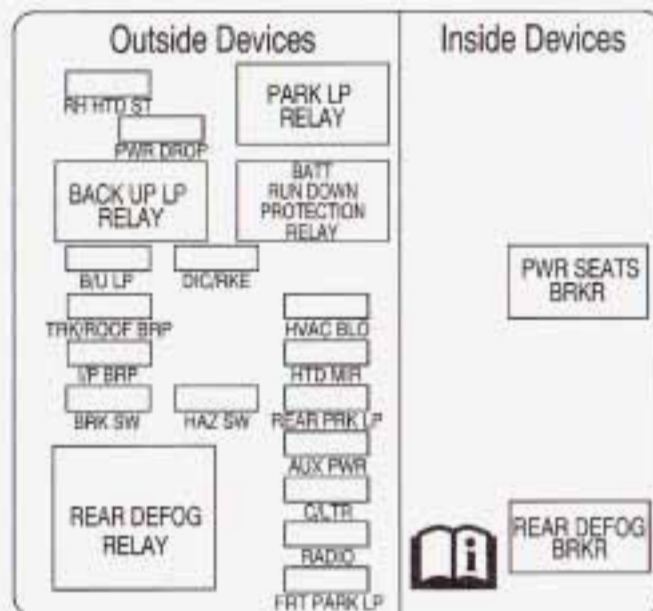 Outside Devices
Inside Devices
RH HTD ST
PARK LP
RELAY
PWR DROP
BACK UP LP
RELAY
BATT
RUN DOWN
PROTECTION
RELAY
B/U LP
DIC/RKE
PWR SEATS
BRKR
TRK/ROOF BRP
HVAC BLO
I/P BRP
HTD MIR
BRK SW
HAZ SW
REAR PRK LP
AUX PWR
REAR DEFOG
RELAY
C/LTR
REAR DEFOG
BRKR
RADIO
FRT PARK LP
i